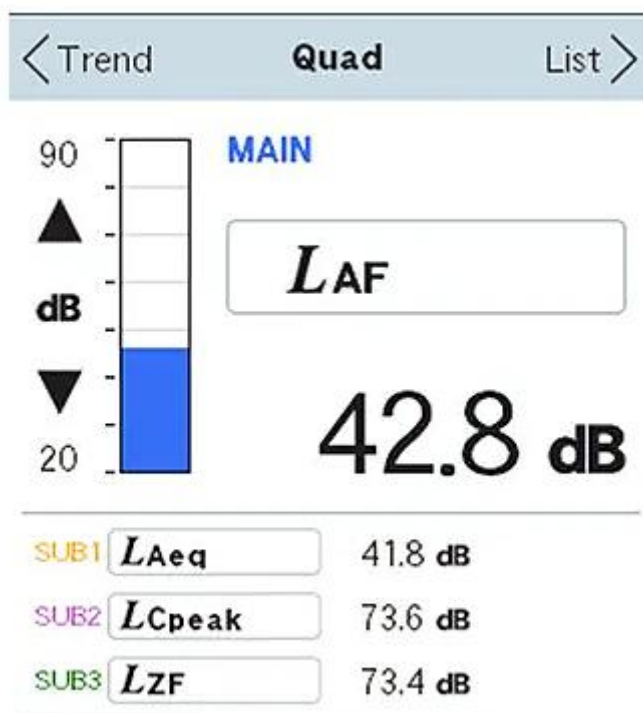 Trend Quad List
90
MAIN
LAF
dB
20
42.8 dB
SUB1 LAeq 41.8 dB
SUB2 LCpeak 73.6 dB
SUB3 LZF 73.4 dB